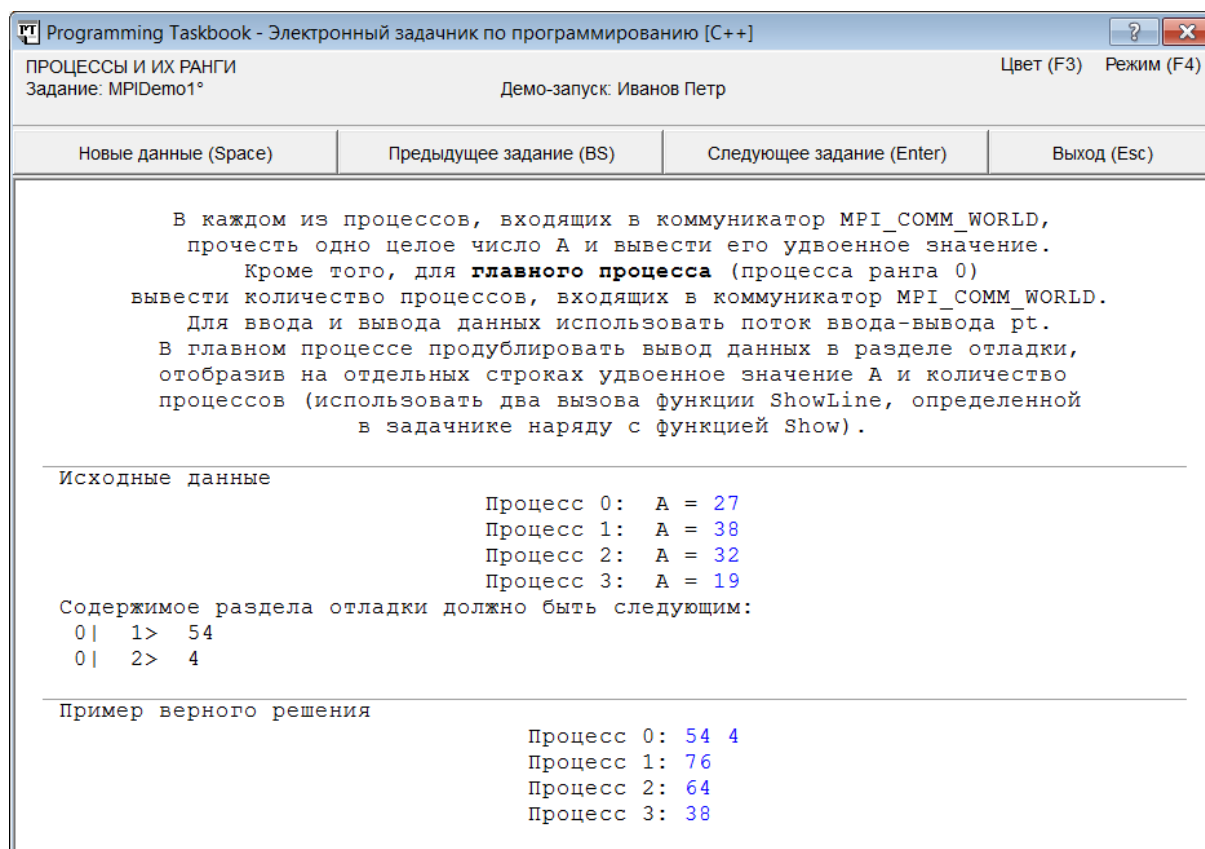 Programming Taskbook - Электронный задачник по программированию [C++]
ПРОЦЕССЫ И ИХ РАНГИ
Цвет (F3) Режим (F4)
Задание: MPIDemo1°
Демо-запуск: Иванов Петр
Новые данные (Space)
Предыдущее задание (BS)
Следующее задание (Enter)
Выход (Esc)
В каждом из процессов, входящих в коммуникатор MPI_COMM_WORLD,
прочесть одно целое число A и вывести его удвоенное значение.
Кроме того, для главного процесса (процесса ранга 0)
вывести количество процессов, входящих в коммуникатор MPI_COMM_WORLD.
Для ввода и вывода данных использовать поток ввода-вывода pt.
В главном процессе продублировать вывод данных в разделе отладки,
отобразив на отдельных строках удвоенное значение A и количество
процессов (использовать два вызова функции ShowLine, определенной
в задачнике наряду с функцией Show).
Исходные данные
Процесс 0: A = 27
Процесс 1: A = 38
Процесс 2: A = 32
Процесс 3: A = 19
Содержимое раздела отладки должно быть следующим:
0| 1> 54
0| 2> 4
Пример верного решения
Процесс 0: 54 4
Процесс 1: 76
Процесс 2: 64
Процесс 3: 38